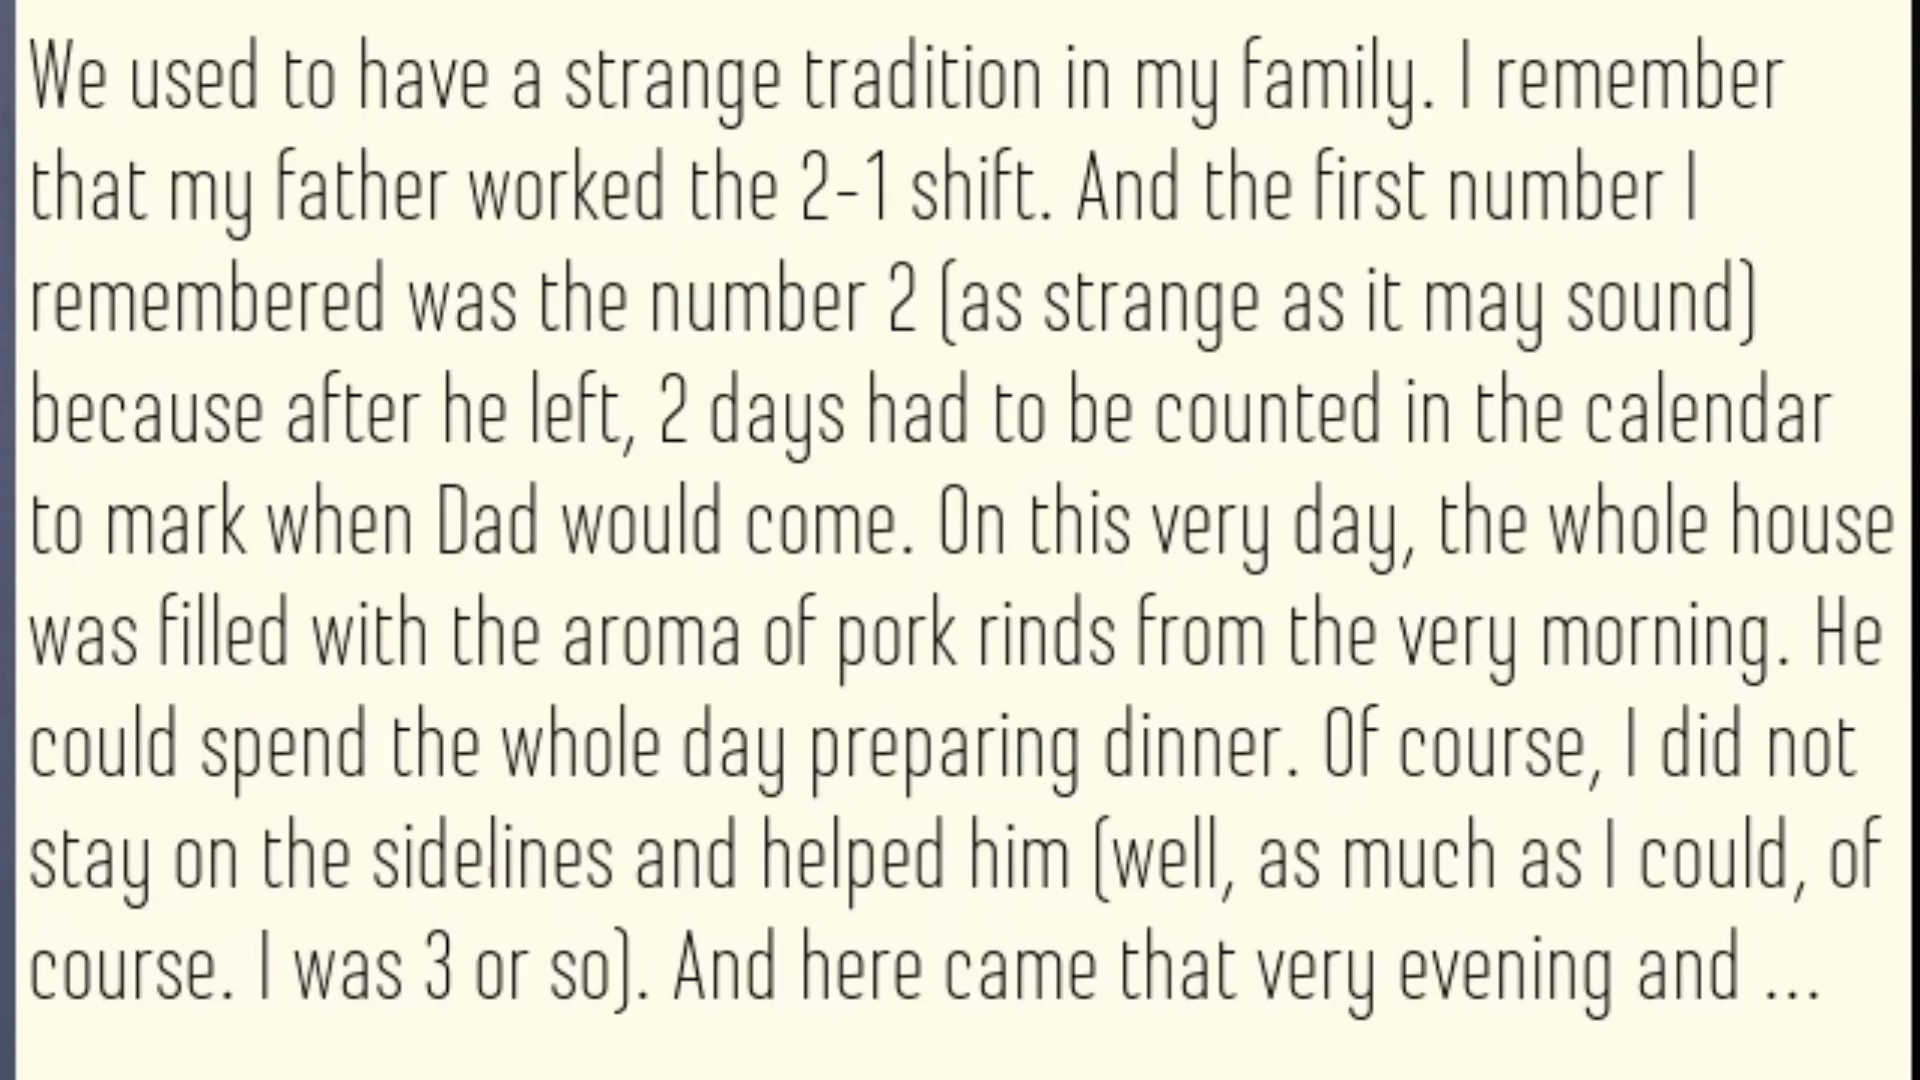 We used to have a strange tradition in my family. I remember
that my father worked the 2-1 shift. And the first number I
remembered was the number 2 (as strange as it may sound)
because after he left, 2 days had to be counted in the calendar
to mark when Dad would come. On this very day, the whole house
was filled with the aroma of pork rinds from the very morning. He
could spend the whole day preparing dinner. Of course, I did not
stay on the sidelines and helped him (well, as much as I could, of
course. I was 3 or so). And here came that very evening and ...